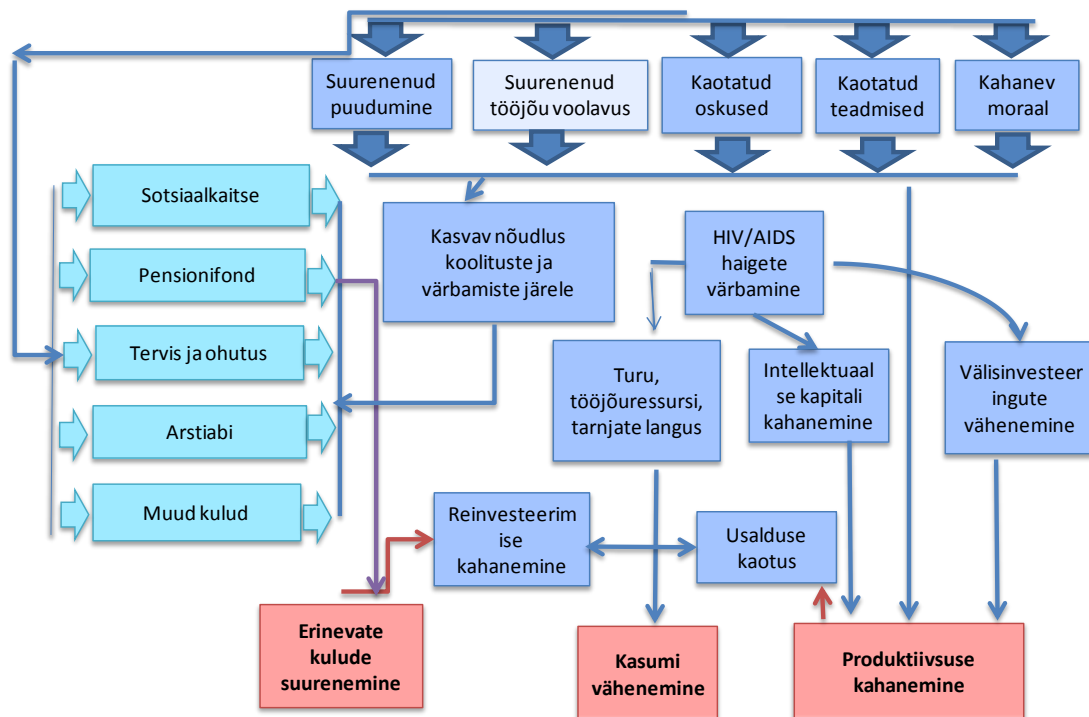 Suurenenud
puudumine
Suurenenud
tööjõu voolavus
Kaotatud
oskused
Kaotatud
teadmised
Kahanev
moraal
Sotsiaalkaitse
Pensionifond
Tervis ja ohutus
Arstiabi
Muud kulud
Kasvav nõudlus
koolituste ja
värbamiste järele
HIV/AIDS
haigete
värbamine
Turu,
tööjõuressursi,
tarnjate langus
Intellektuaal
se kapitali
kahanemine
Välisinvesteer
ingute
vähenemine
Reinvesteerim
ise
kahanemine
Usalduse
kaotus
Erinevate
kulude
suurenemine
Kasumi
vähenemine
Produktiivsuse
kahanemine